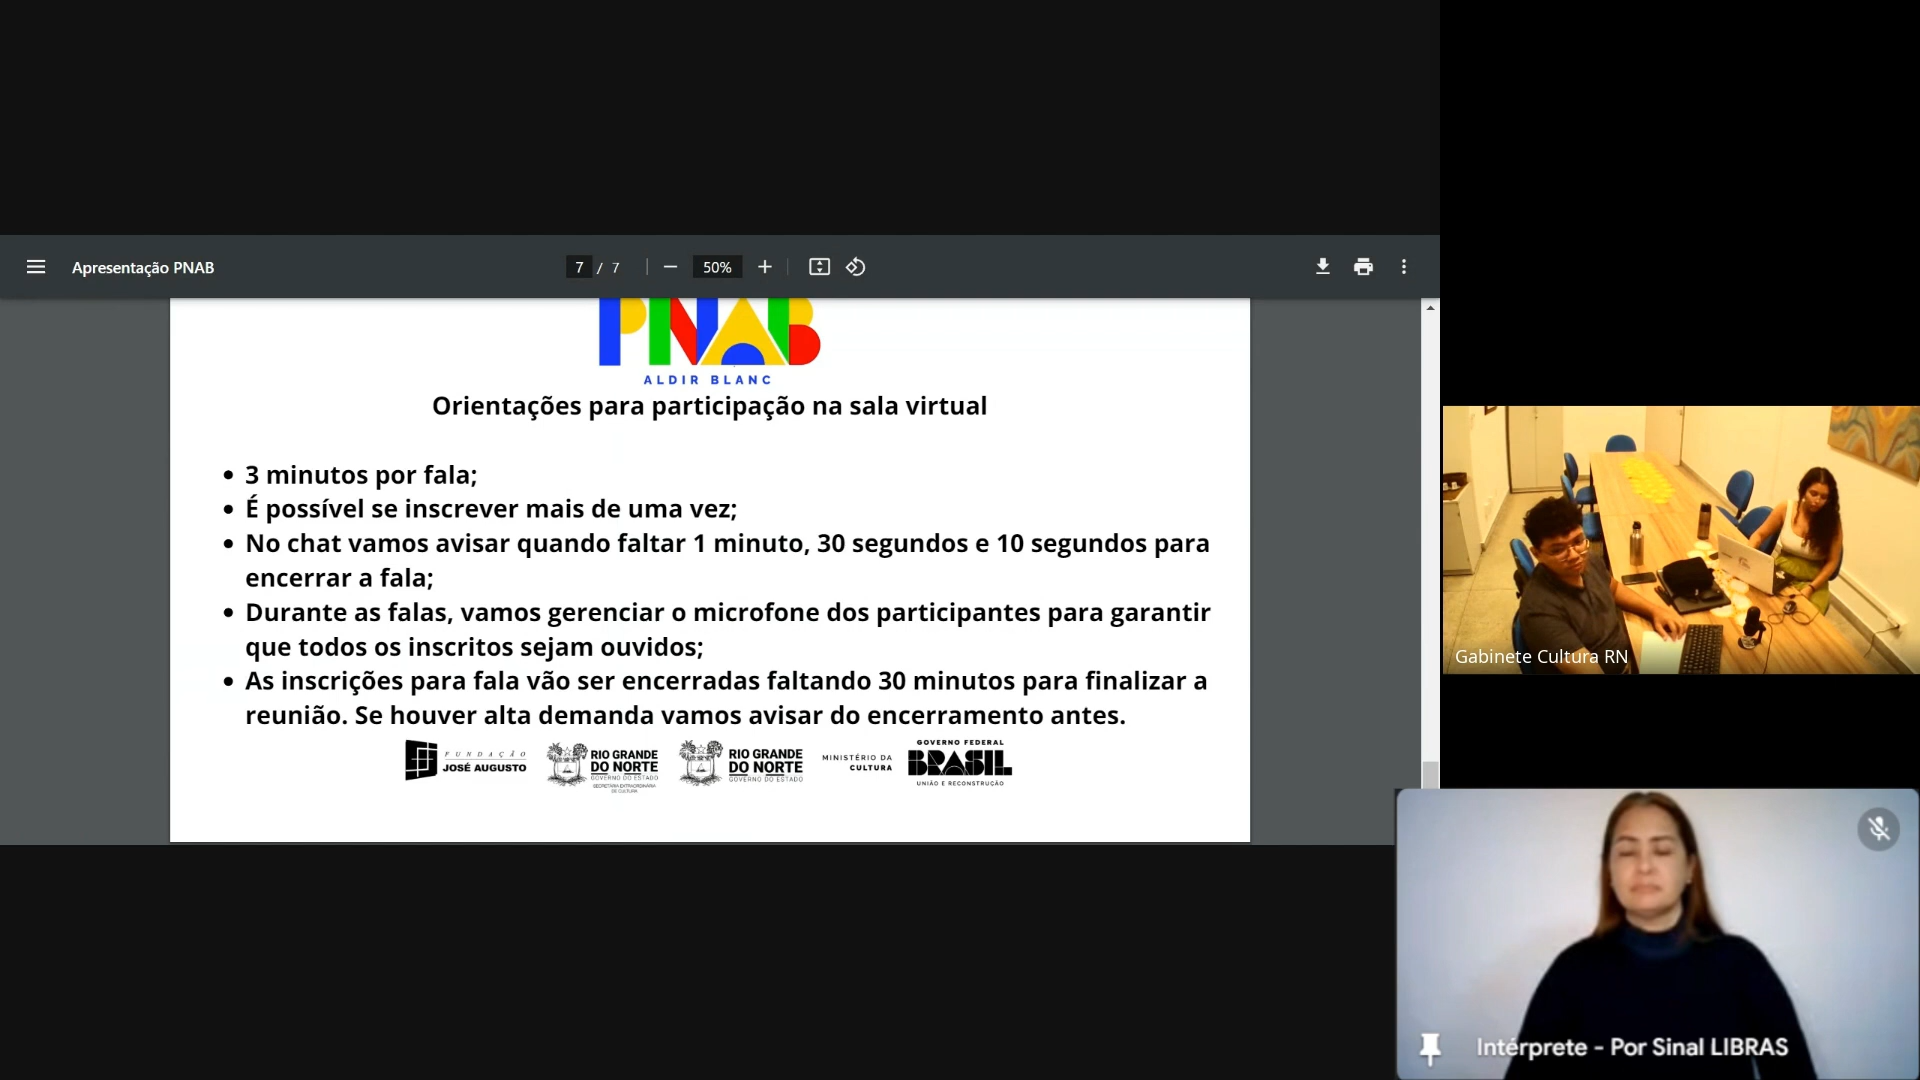 Apresentação PNAB
7 / 7
50%
PNAB
ALDIR BLANC
Orientações para participação na sala virtual
• 3 minutos por fala;
• É possível se inscrever mais de uma vez;
• No chat vamos avisar quando faltar 1 minuto, 30 segundos e 10 segundos para
encerrar a fala;
• Durante as falas, vamos gerenciar o microfone dos participantes para garantir
que todos os inscritos sejam ouvidos;
• As inscrições para fala vão ser encerradas faltando 30 minutos para finalizar a
reunião. Se houver alta demanda vamos avisar do encerramento antes.
FUNDAÇÃO
JOSÉ AUGUSTO
RIO GRANDE
DO NORTE
GOVERNO DO ESTADO
SECRETARIA EXTRAORDINÁRIA
DE CULTURA
RIO GRANDE
DO NORTE
GOVERNO DO ESTADO
MINISTÉRIO DA
CULTURA
GOVERNO FEDERAL
BRASIL
UNIÃO E RECONSTRUÇÃO
Gabinete Cultura RN
Intérprete - Por Sinal LIBRAS